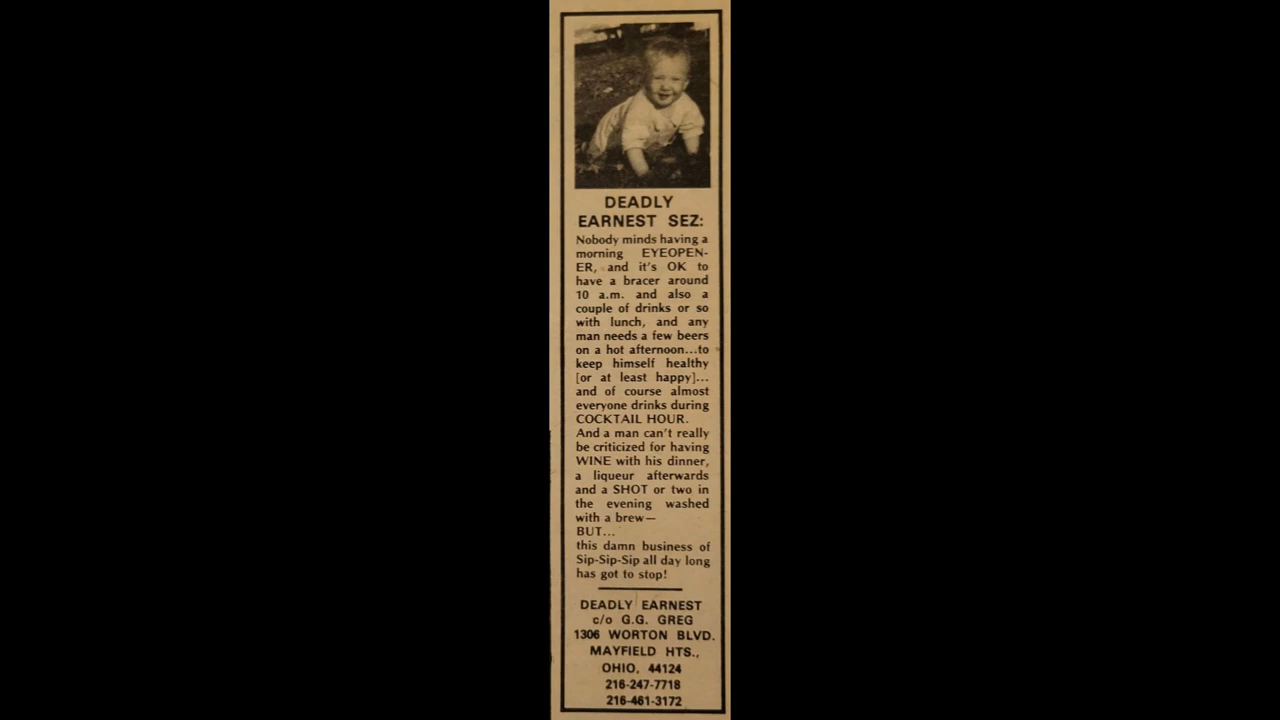 DEADLY
EARNEST SEZ:
Nobody minds having a
morning EYEOPEN-
ER, and it's OK to
have a bracer around
10 a.m. and also a
couple of drinks or so
with lunch, and any
man needs a few beers
on a hot afternoon...to
keep himself healthy
[or at least happy]...
and of course almost
everyone drinks during
COCKTAIL HOUR.
And a man can't really
be criticized for having
WINE with his dinner,
a liqueur afterwards
and a SHOT or two in
the evening washed
with a brew—
BUT...
this damn business of
Sip-Sip-Sip all day long
has got to stop!
DEADLY EARNEST
c/o G.G. GREG
1306 WORTON BLVD.
MAYFIELD HTS.,
OHIO, 44124
216-247-7718
216-461-3172